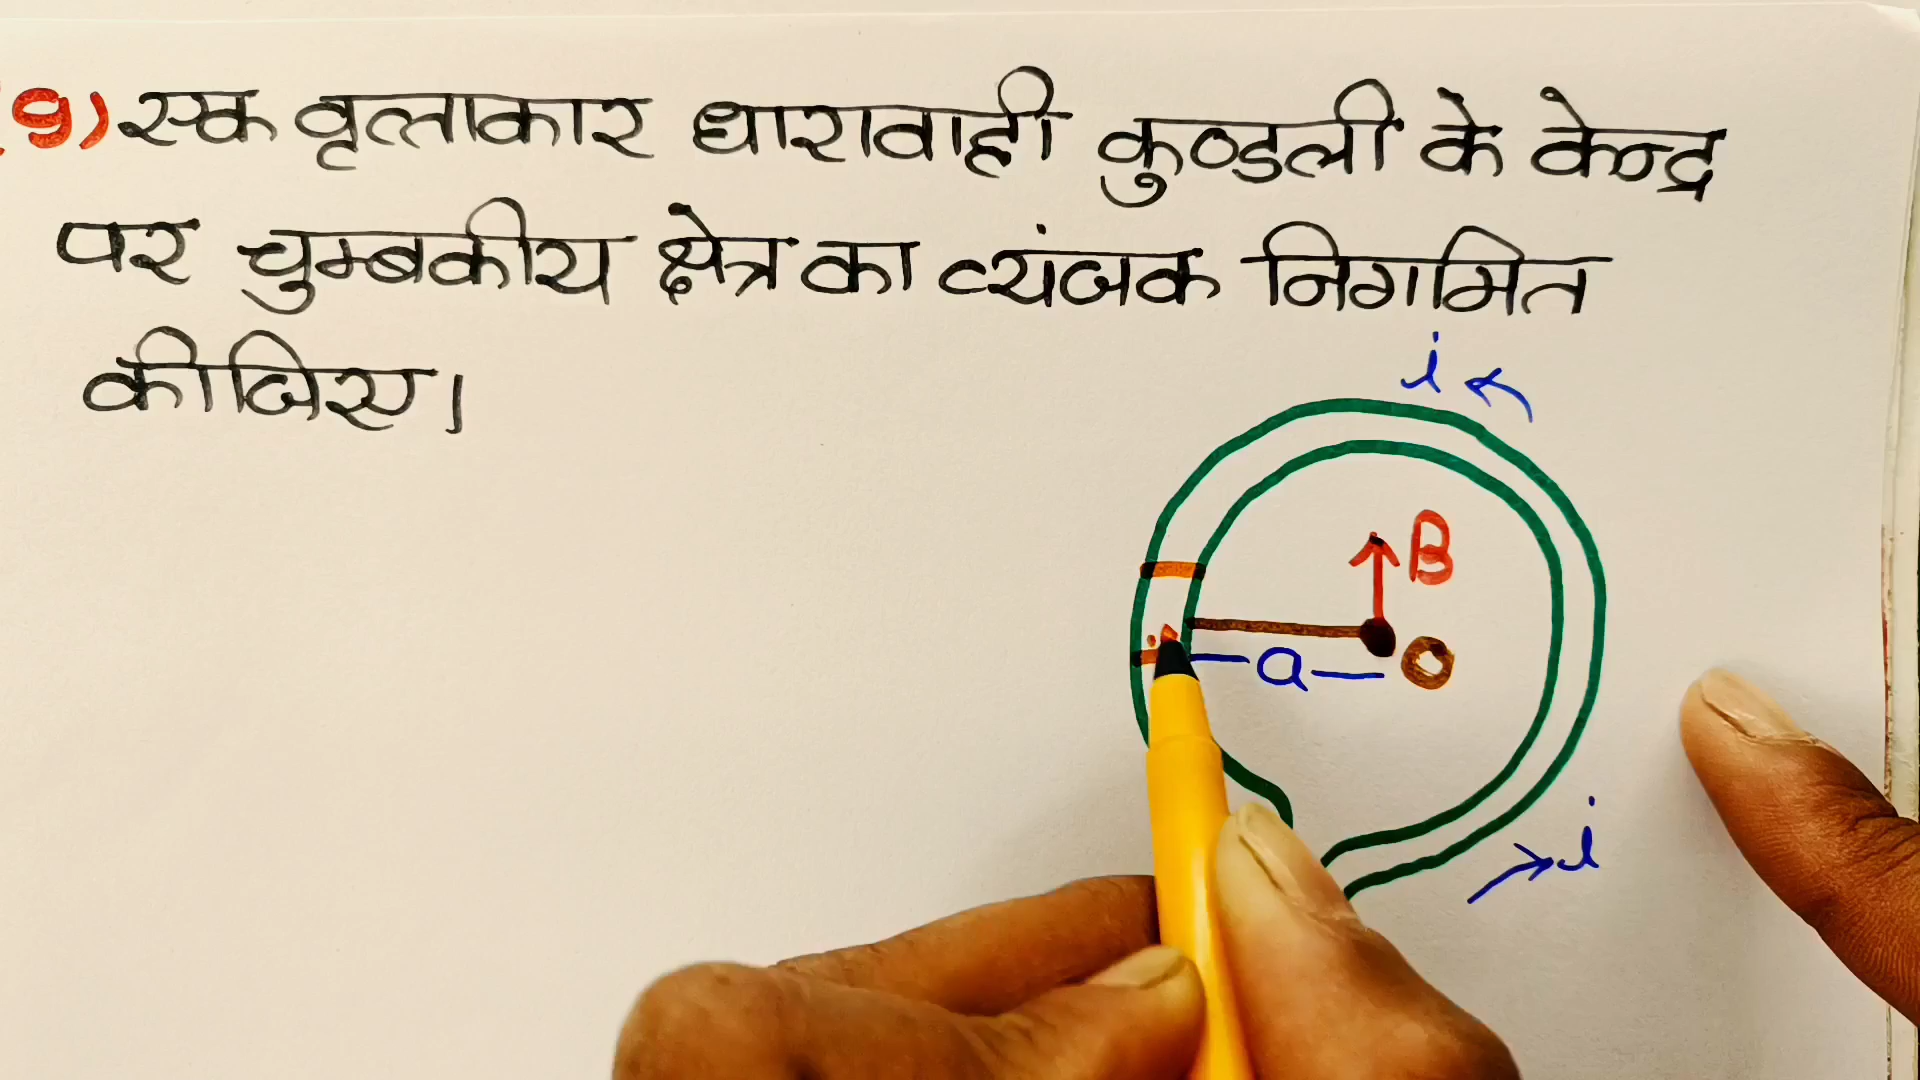 9) एक वृत्ताकार धारावाही कुण्डली के केन्द्र
पर चुम्बकीय क्षेत्र का व्यंजक निगमित
कीजिए।
i
B
a
O
i